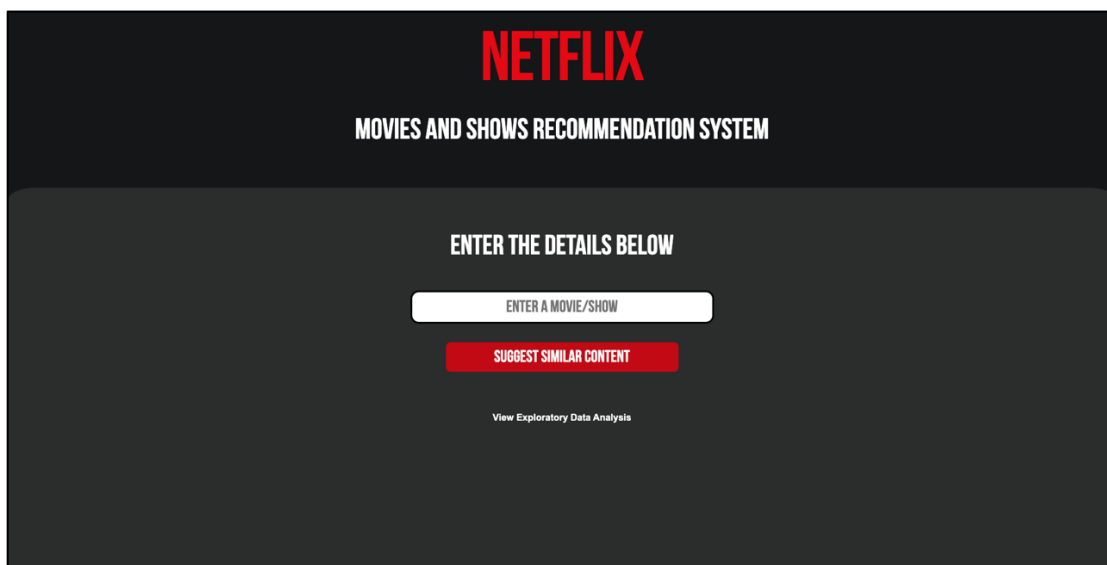 NETFLIX
MOVIES AND SHOWS RECOMMENDATION SYSTEM
ENTER THE DETAILS BELOW
ENTER A MOVIE/SHOW
SUGGEST SIMILAR CONTENT
View Exploratory Data Analysis